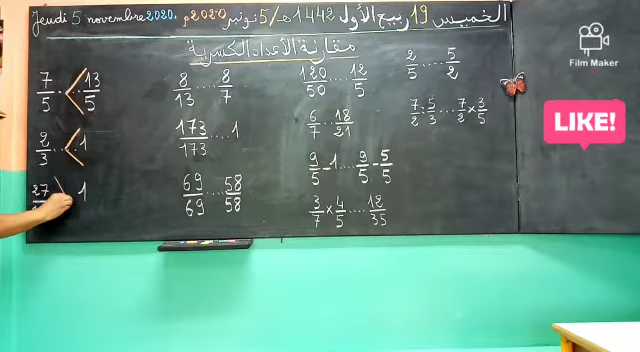 Jeudi 5 novembre 2020. الخميس 19 ربيع الأول 1442هـ/5 نونبر 2020م
مقارنة الأعداد الكسرية
7/5 .. < .. 13/5
2/3 .. < .. 1
27/ 1
8/13 .... 8/7
173/173 .... 1
69/69 .... 58/58
120/50 .... 12/5
6/7 .... 18/21
9/5 - 1 .... 9/5 - 5/5
3/7 × 4/5 .... 12/35
2/5 .... 5/2
7/2 : 5/3 .... 7/2 × 3/5
Film Maker
LIKE!